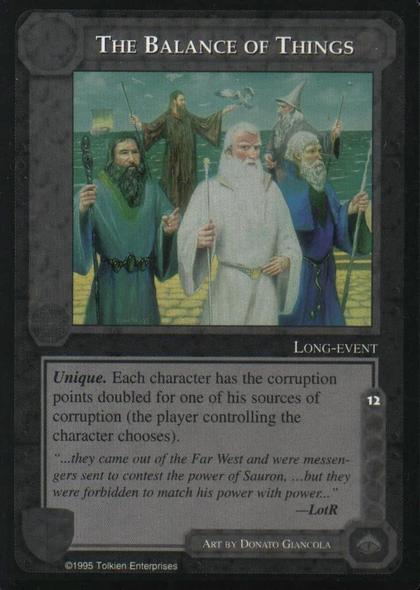 THE BALANCE OF THINGS
LONG-EVENT
Unique. Each character has the corruption
points doubled for one of his sources of
corruption (the player controlling the
character chooses).
12
"...they came out of the Far West and were messen-
gers sent to contest the power of Sauron, ...but they
were forbidden to match his power with power..."
—LotR
ART BY DONATO GIANCOLA
©1995 Tolkien Enterprises